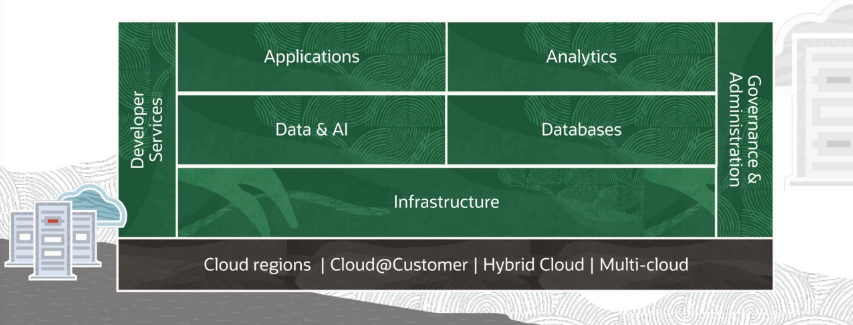 Developer
Services
Applications
Analytics
Data & AI
Databases
Infrastructure
Governance &
Administration
Cloud regions | Cloud@Customer | Hybrid Cloud | Multi-cloud